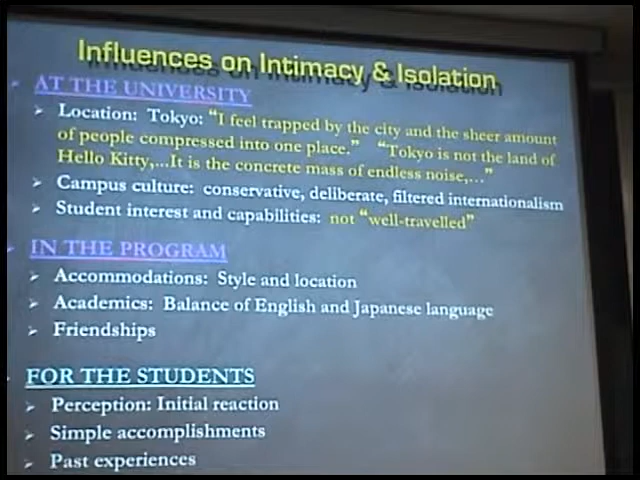 Influences on Intimacy & Isolation
AT THE UNIVERSITY
Location: Tokyo: “I feel trapped by the city and the sheer amount
of people compressed into one place.” “Tokyo is not the land of
Hello Kitty,...It is the concrete mass of endless noise,...”
Campus culture: conservative, deliberate, filtered internationalism
Student interest and capabilities: not “well-travelled”
IN THE PROGRAM
Accommodations: Style and location
Academics: Balance of English and Japanese language
Friendships
FOR THE STUDENTS
Perception: Initial reaction
Simple accomplishments
Past experiences